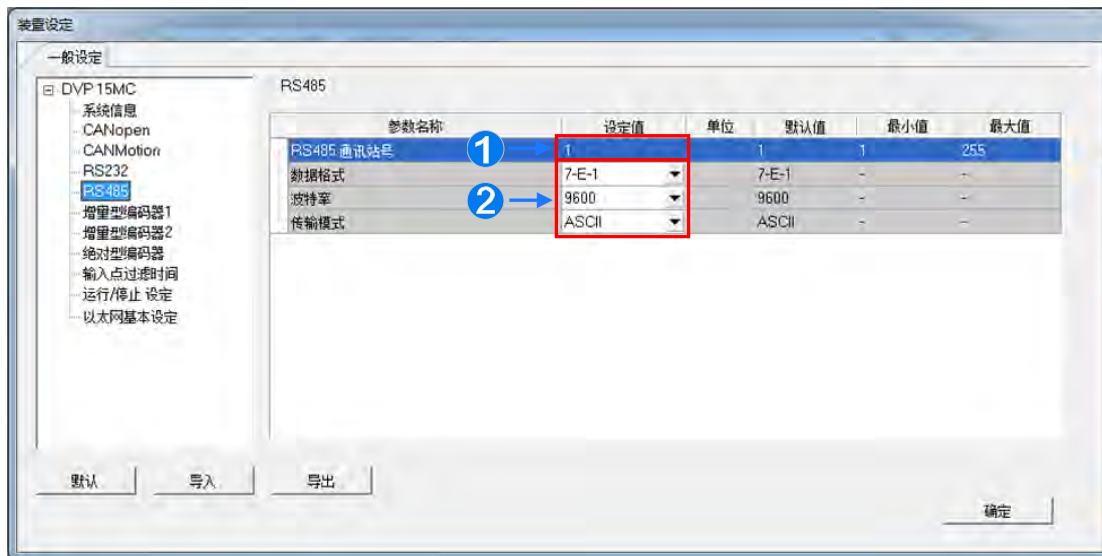 装置设定
一般设定
DVP 15MC
系统信息
CANopen
CANMotion
RS232
RS485
增量型编码器1
增量型编码器2
绝对型编码器
输入点过滤时间
运行/停止 设定
以太网基本设定
RS485
参数名称 设定值 单位 默认值 最小值 最大值
RS485 通讯站号 1 1 1 1 255
数据格式 7-E-1 7-E-1 - -
波特率 2 9600 9600 - -
传输模式 ASCII ASCII - -
默认 导入 导出
确定